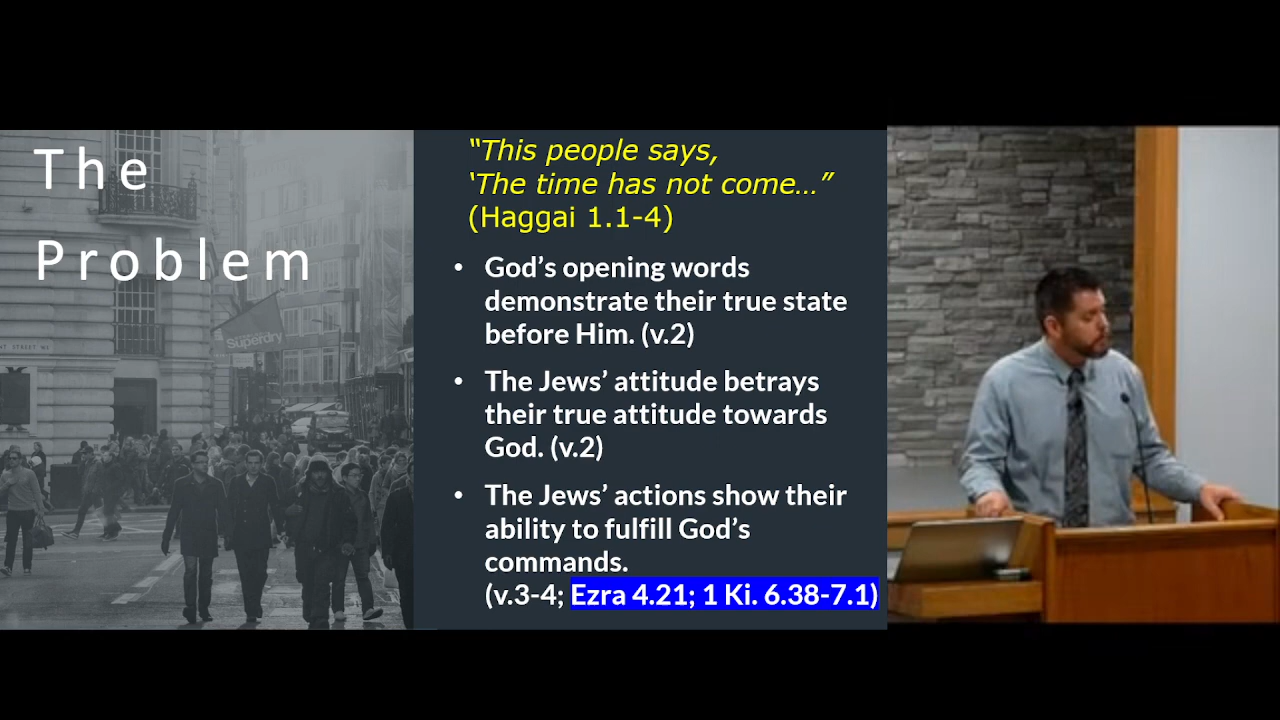 The
Problem
“This people says,
‘The time has not come…”
(Haggai 1.1-4)
• God’s opening words
demonstrate their true state
before Him. (v.2)
• The Jews’ attitude betrays
their true attitude towards
God. (v.2)
• The Jews’ actions show their
ability to fulfill God’s
commands.
(v.3-4; Ezra 4.21; 1 Ki. 6.38-7.1)
Superdry